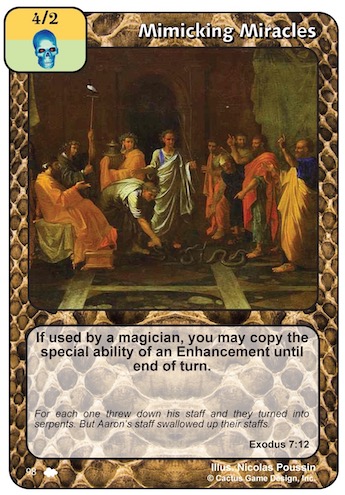 4/2
Mimicking Miracles
If used by a magician, you may copy the
special ability of an Enhancement until
end of turn.
For each one threw down his staff and they turned into
serpents. But Aaron's staff swallowed up their staffs.
Exodus 7:12
Illus. Nicolas Poussin
98
© Cactus Game Design, Inc.